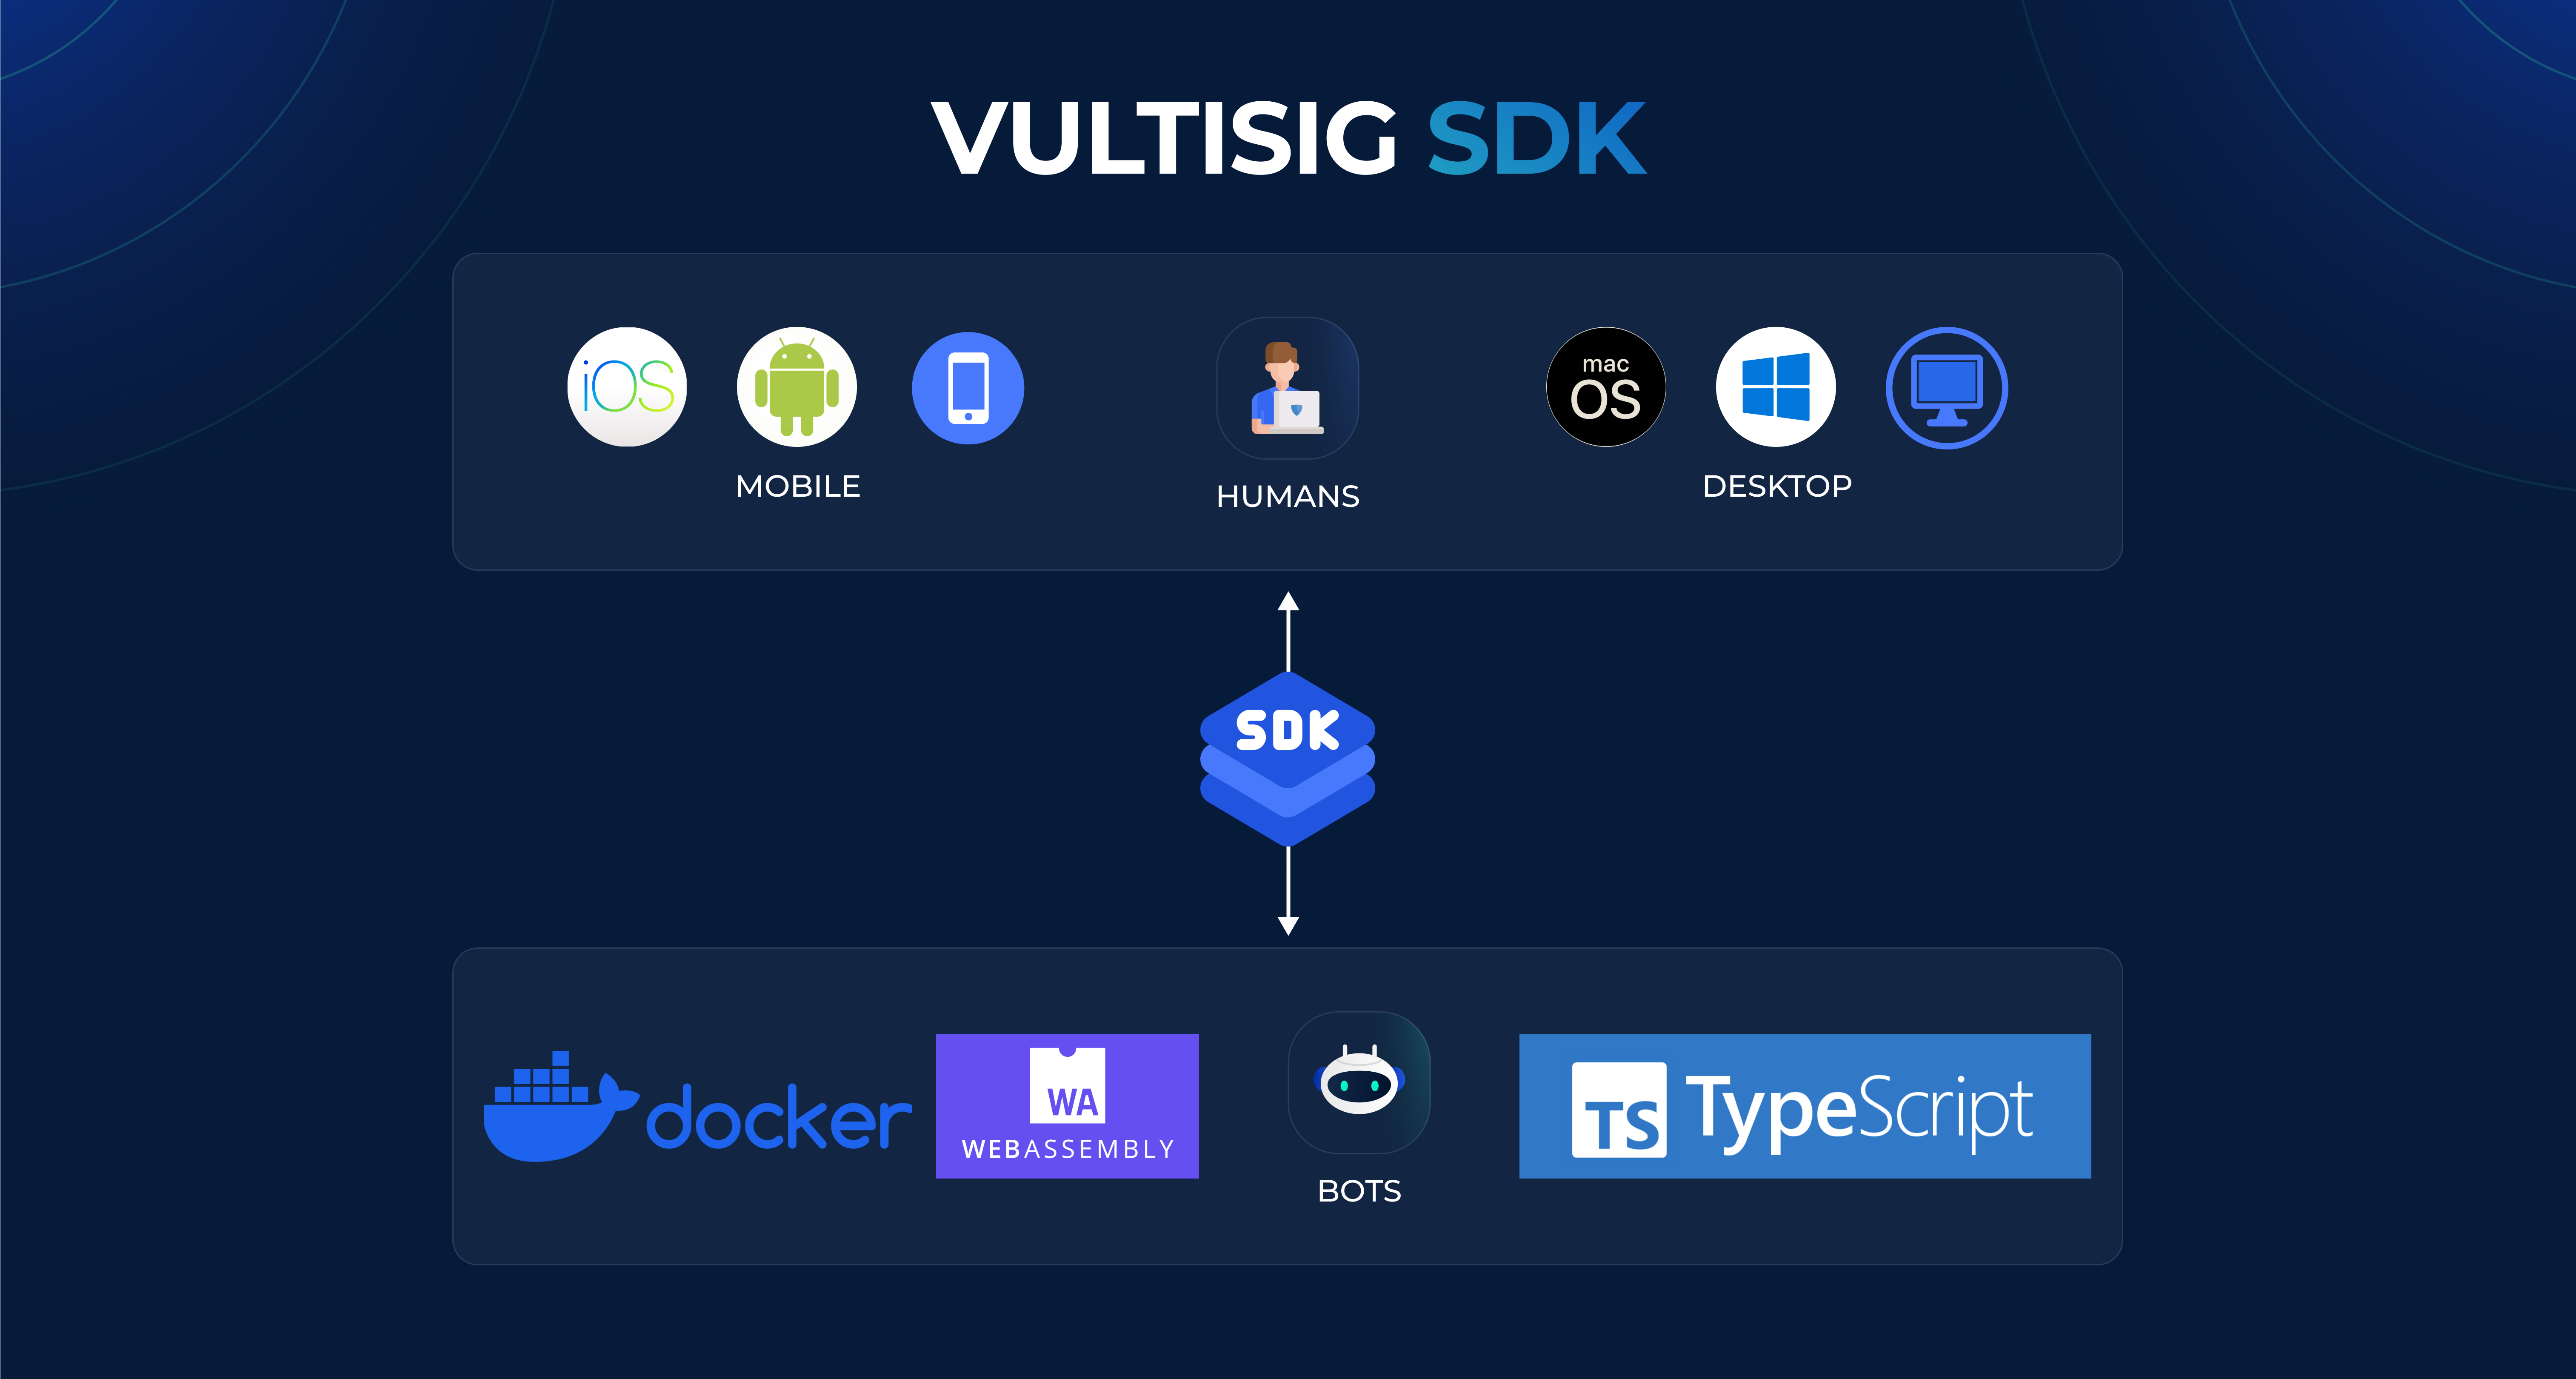 VULTISIG SDK
iOS
mac
OS
MOBILE
HUMANS
DESKTOP
SDK
docker
WA
WEBASSEMBLY
BOTS
TS TypeScript